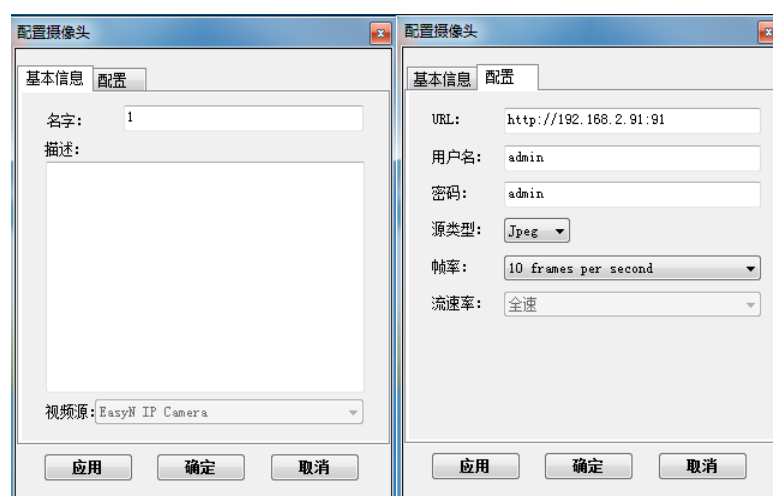 配置摄像头
基本信息 配置
名字: 1
描述:
视频源: EasyN IP Camera
应用 确定 取消
配置摄像头
基本信息 配置
URL: http://192.168.2.91:91
用户名: admin
密码: admin
源类型: Jpeg
帧率: 10 frames per second
流速率: 全速
应用 确定 取消